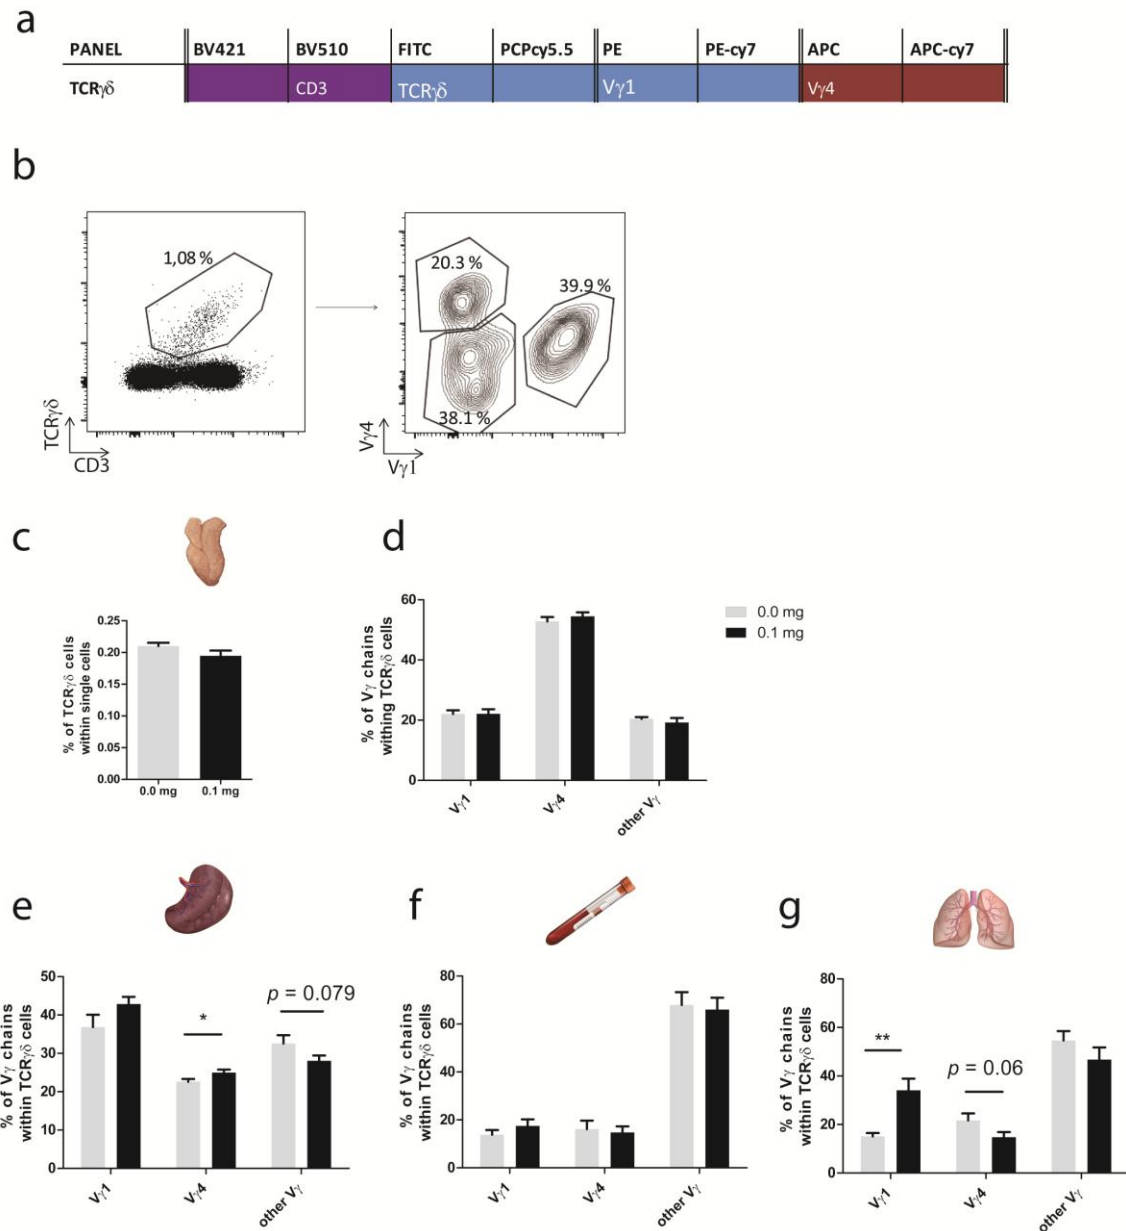 a
PANEL BV421 BV510 FITC PCPcy5.5 PE PE-cy7 APC APC-cy7
TCRγδ CD3 TCRγδ Vγ1 Vγ4
b
1,08 %
TCRγδ
CD3
20.3 %
39.9 %
38.1 %
Vγ4
Vγ1
c
% of TCRγδ cells
within single cells
0.25
0.20
0.15
0.10
0.05
0.00
0.0 mg 0.1 mg
d
% of Vγ chains
withing TCRγδ cells
60
40
20
0
Vγ1 Vγ4 other Vγ
0.0 mg
0.1 mg
e
% of Vγ chains
within TCRγδ cells
50
40
30
20
10
0
*
p = 0.079
Vγ1 Vγ4 other Vγ
f
% of Vγ chains
within TCRγδ cells
80
60
40
20
0
Vγ1 Vγ4 other Vγ
g
% of Vγ chains
within TCRγδ cells
80
60
40
20
0
**
p = 0.06
Vγ1 Vγ4 other Vγ